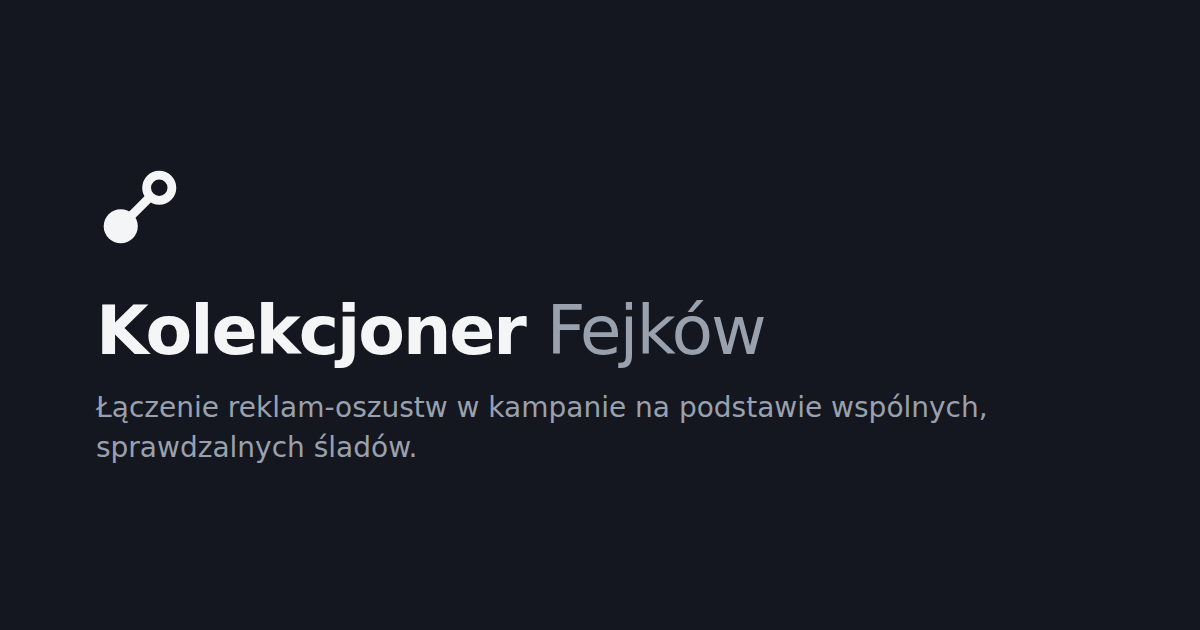 Kolekcjoner Fejków
Łączenie reklam-oszustw w kampanie na podstawie wspólnych,
sprawdzalnych śladów.